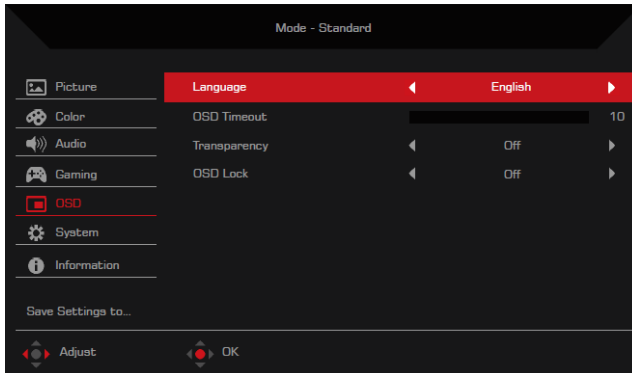 Mode - Standard
Picture
Language English
Color
OSD Timeout 10
Audio
Transparency Off
Gaming
OSD Lock Off
OSD
System
Information
Save Settings to...
Adjust OK